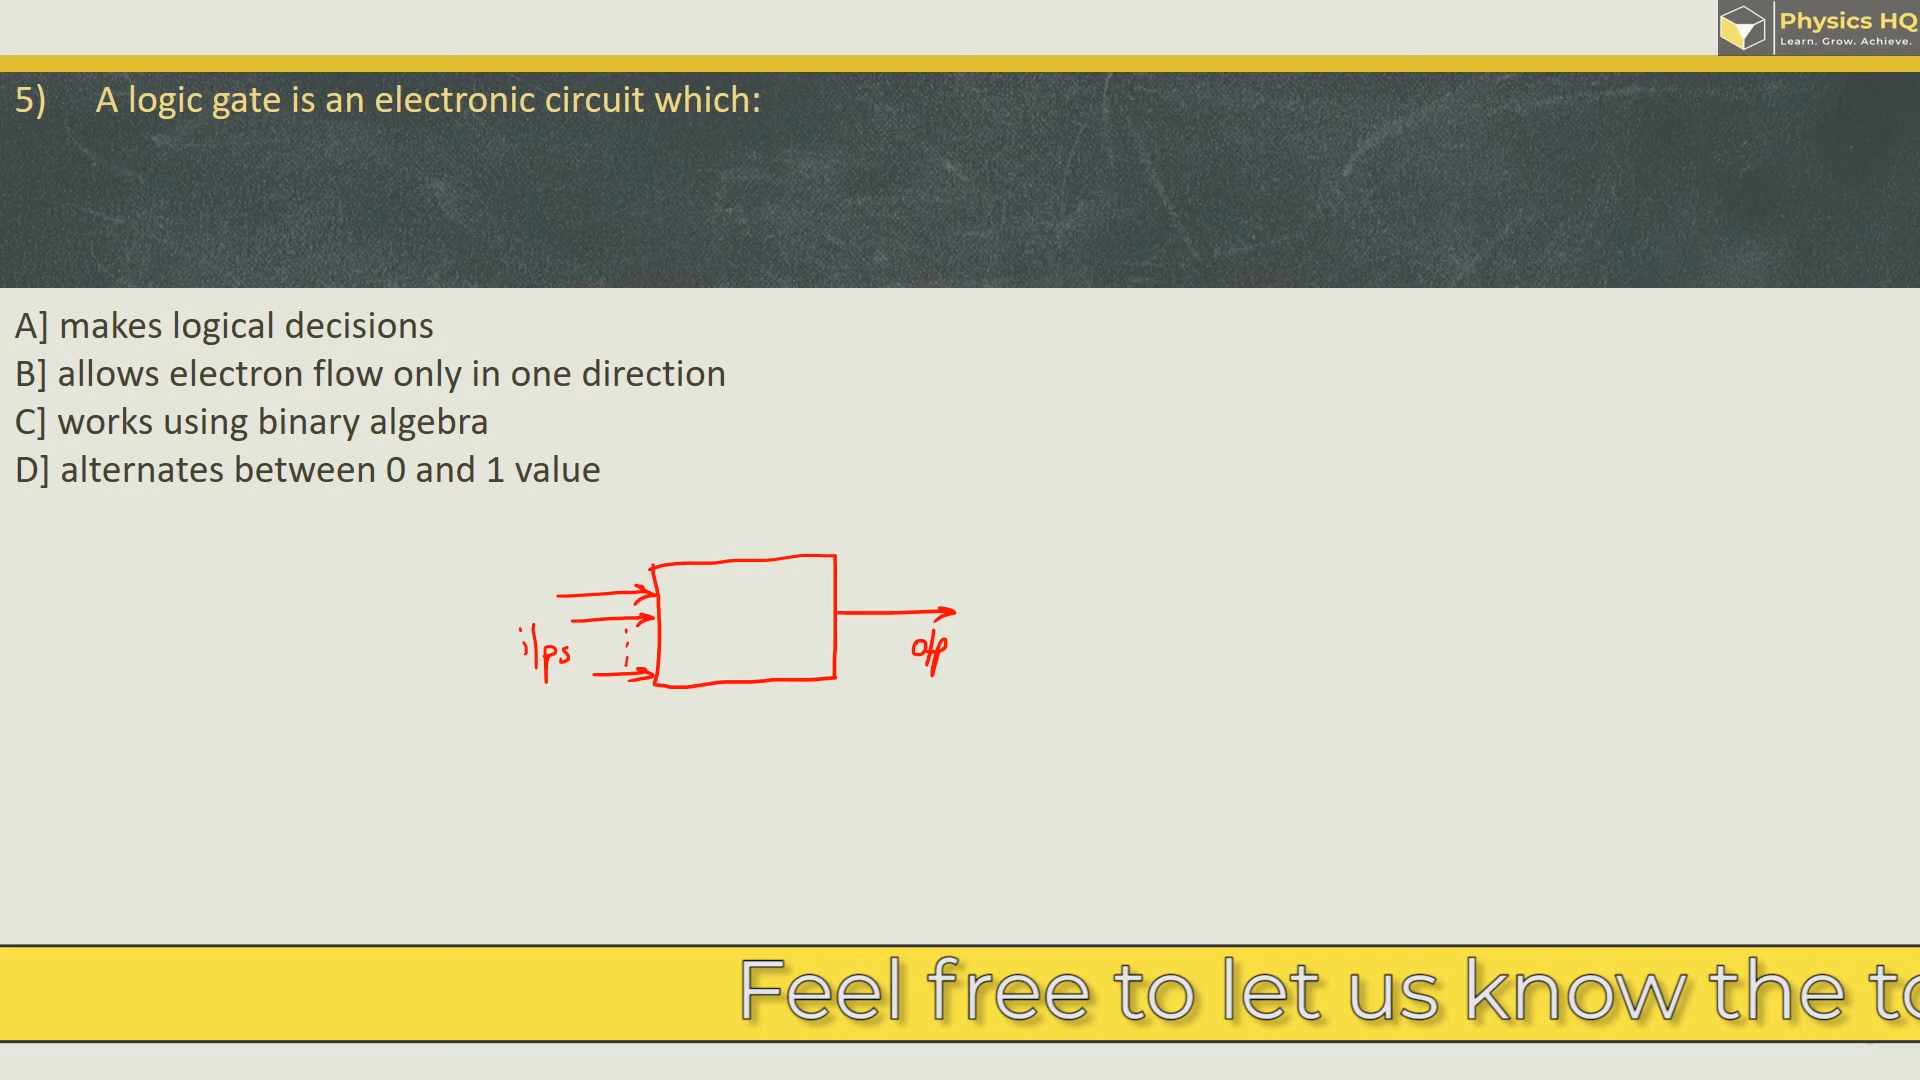 Physics HQ
Learn. Grow. Achieve.
5) A logic gate is an electronic circuit which:
A] makes logical decisions
B] allows electron flow only in one direction
C] works using binary algebra
D] alternates between 0 and 1 value
i/ps
o/p
Feel free to let us know the